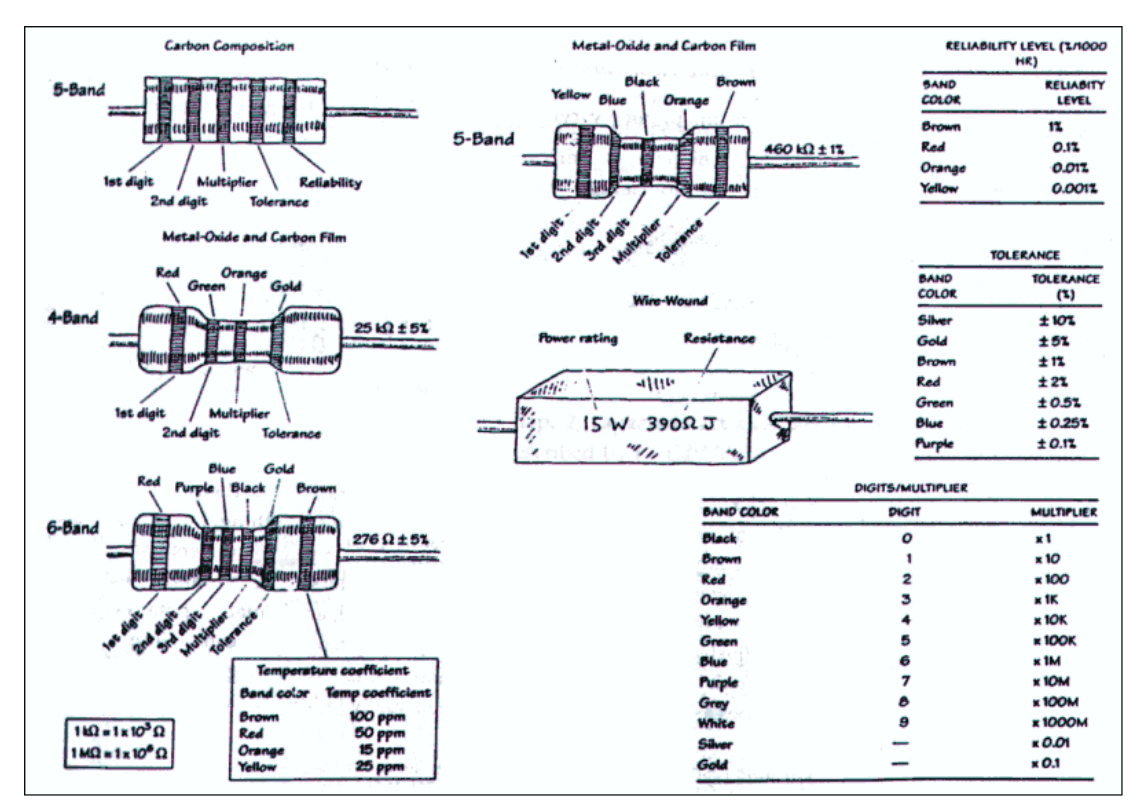 Carbon Composition
5-Band
1st digit
2nd digit
Multiplier
Tolerance
Reliability
Metal-Oxide and Carbon Film
4-Band
Red
Green
Orange
Gold
25 kΩ ± 5%
1st digit
2nd digit
Multiplier
Tolerance
6-Band
Red
Purple
Blue
Black
Gold
Brown
276 Ω ± 5%
1st digit
2nd digit
3rd digit
Multiplier
Tolerance
Temperature coefficient
Band color Temp coefficient
Brown 100 ppm
Red 50 ppm
Orange 15 ppm
Yellow 25 ppm
1 kΩ = 1 x 10³ Ω
1 MΩ = 1 x 10⁶ Ω
Metal-Oxide and Carbon Film
5-Band
Yellow
Blue
Black
Orange
Brown
460 kΩ ± 1%
1st digit
2nd digit
3rd digit
Multiplier
Tolerance
Wire-Wound
Power rating
Resistance
15 W 390Ω J
RELIABILITY LEVEL (%/1000
HR)
BAND RELIABITY
COLOR LEVEL
Brown 1%
Red 0.1%
Orange 0.01%
Yellow 0.001%
TOLERANCE
BAND TOLERANCE
COLOR (%)
Silver ± 10%
Gold ± 5%
Brown ± 1%
Red ± 2%
Green ± 0.5%
Blue ± 0.25%
Purple ± 0.1%
DIGITS/MULTIPLIER
BAND COLOR DIGIT MULTIPLIER
Black 0 x 1
Brown 1 x 10
Red 2 x 100
Orange 3 x 1K
Yellow 4 x 10K
Green 5 x 100K
Blue 6 x 1M
Purple 7 x 10M
Grey 8 x 100M
White 9 x 1000M
Silver — x 0.01
Gold — x 0.1